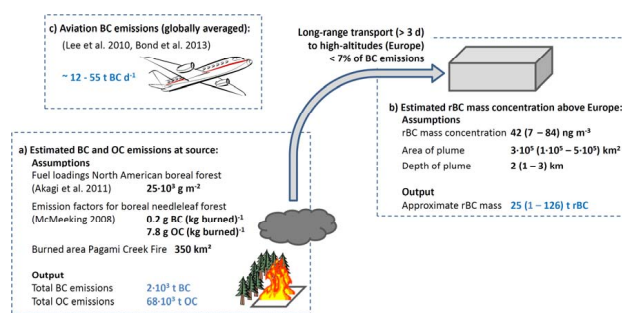 c) Aviation BC emissions (globally averaged):
(Lee et al. 2010, Bond et al. 2013)
~ 12 - 55 t BC d⁻¹
Long-range transport (> 3 d)
to high-altitudes (Europe)
< 7% of BC emissions
a) Estimated BC and OC emissions at source:
Assumptions
Fuel loadings North American boreal forest
(Akagi et al. 2011) 25·10³ g m⁻²
Emission factors for boreal needleleaf forest
(McMeeking 2008) 0.2 g BC (kg burned)⁻¹
7.8 g OC (kg burned)⁻¹
Burned area Pagami Creek Fire 350 km²
Output
Total BC emissions 2·10³ t BC
Total OC emissions 68·10³ t OC
b) Estimated rBC mass concentration above Europe:
Assumptions
rBC mass concentration 42 (7 – 84) ng m⁻³
Area of plume 3·10⁵ (1·10⁵ – 5·10⁵) km²
Depth of plume 2 (1 – 3) km
Output
Approximate rBC mass 25 (1 – 126) t rBC